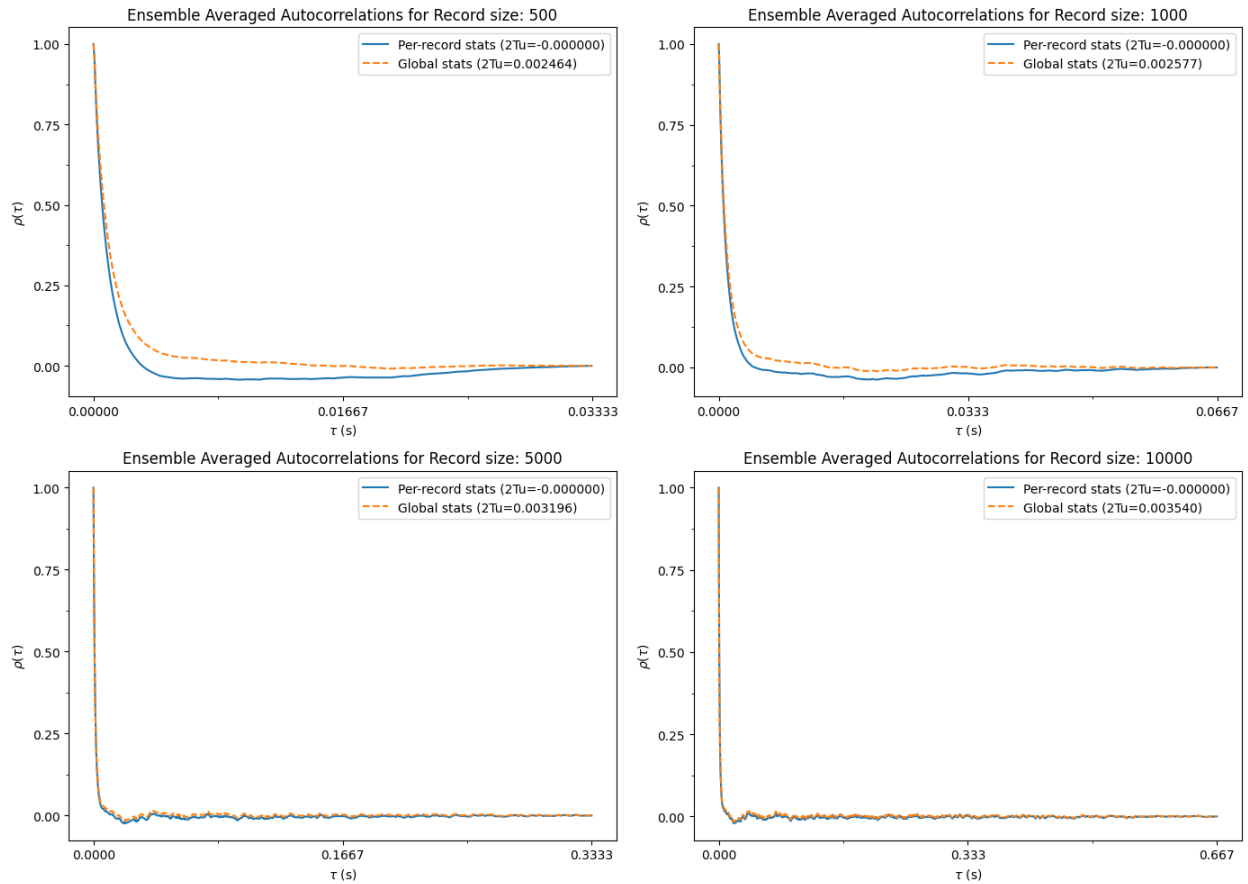 Ensemble Averaged Autocorrelations for Record size: 500
Per-record stats (2Tu=-0.000000)
Global stats (2Tu=0.002464)
1.00
0.75
0.50
0.25
0.00
ρ(τ)
0.00000
0.01667
0.03333
τ (s)
Ensemble Averaged Autocorrelations for Record size: 1000
Per-record stats (2Tu=-0.000000)
Global stats (2Tu=0.002577)
1.00
0.75
0.50
0.25
0.00
ρ(τ)
0.0000
0.0333
0.0667
τ (s)
Ensemble Averaged Autocorrelations for Record size: 5000
Per-record stats (2Tu=-0.000000)
Global stats (2Tu=0.003196)
1.00
0.75
0.50
0.25
0.00
ρ(τ)
0.0000
0.1667
0.3333
τ (s)
Ensemble Averaged Autocorrelations for Record size: 10000
Per-record stats (2Tu=-0.000000)
Global stats (2Tu=0.003540)
1.00
0.75
0.50
0.25
0.00
ρ(τ)
0.000
0.333
0.667
τ (s)